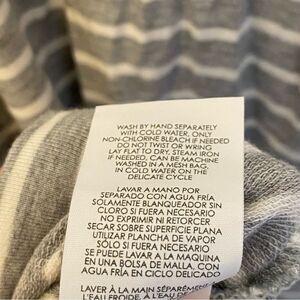 WASH BY HAND SEPARATELY
WITH COLD WATER, ONLY
NON-CHLORINE BLEACH IF NEEDED
DO NOT TWIST OR WRING
LAY FLAT TO DRY, STEAM IRON
IF NEEDED. CAN BE MACHINE
WASHED IN A MESH BAG,
IN COLD WATER ON THE
DELICATE CYCLE
LAVAR A MANO POR
SEPARADO CON AGUA FRÍA
SOLAMENTE BLANQUEADOR SIN
CLORO SI FUERA NECESARIO
NO EXPRIMIR NI RETORCER
SECAR SOBRE SUPERFICIE PLANA
UTILIZAR PLANCHA DE VAPOR
SÓLO SI FUERA NECESARIO
SE PUEDE LAVAR A LA MAQUINA
EN UNA BOLSA DE MALLA, CON
AGUA FRÍA EN CICLO DELICADO
LAVER À LA MAIN SÉPARÉMENT
L'EAU FROIDE, À L'EAU DE